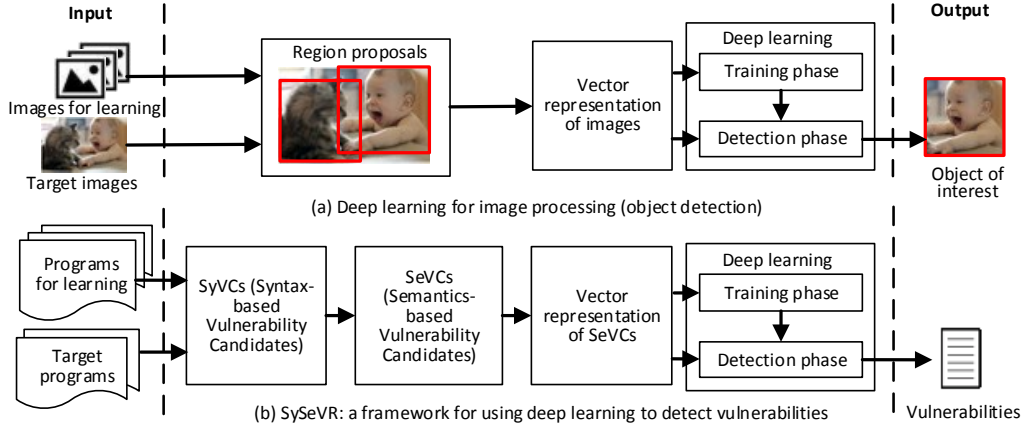 Input
Output
Images for learning
Target images
Region proposals
Vector
representation
of images
Deep learning
Training phase
Detection phase
Object of
interest
(a) Deep learning for image processing (object detection)
Programs
for learning
Target
programs
SyVCs (Syntax-
based
Vulnerability
Candidates)
SeVCs
(Semantics-
based
Vulnerability
Candidates)
Vector
representation
of SeVCs
Deep learning
Training phase
Detection phase
Vulnerabilities
(b) SySeVR: a framework for using deep learning to detect vulnerabilities